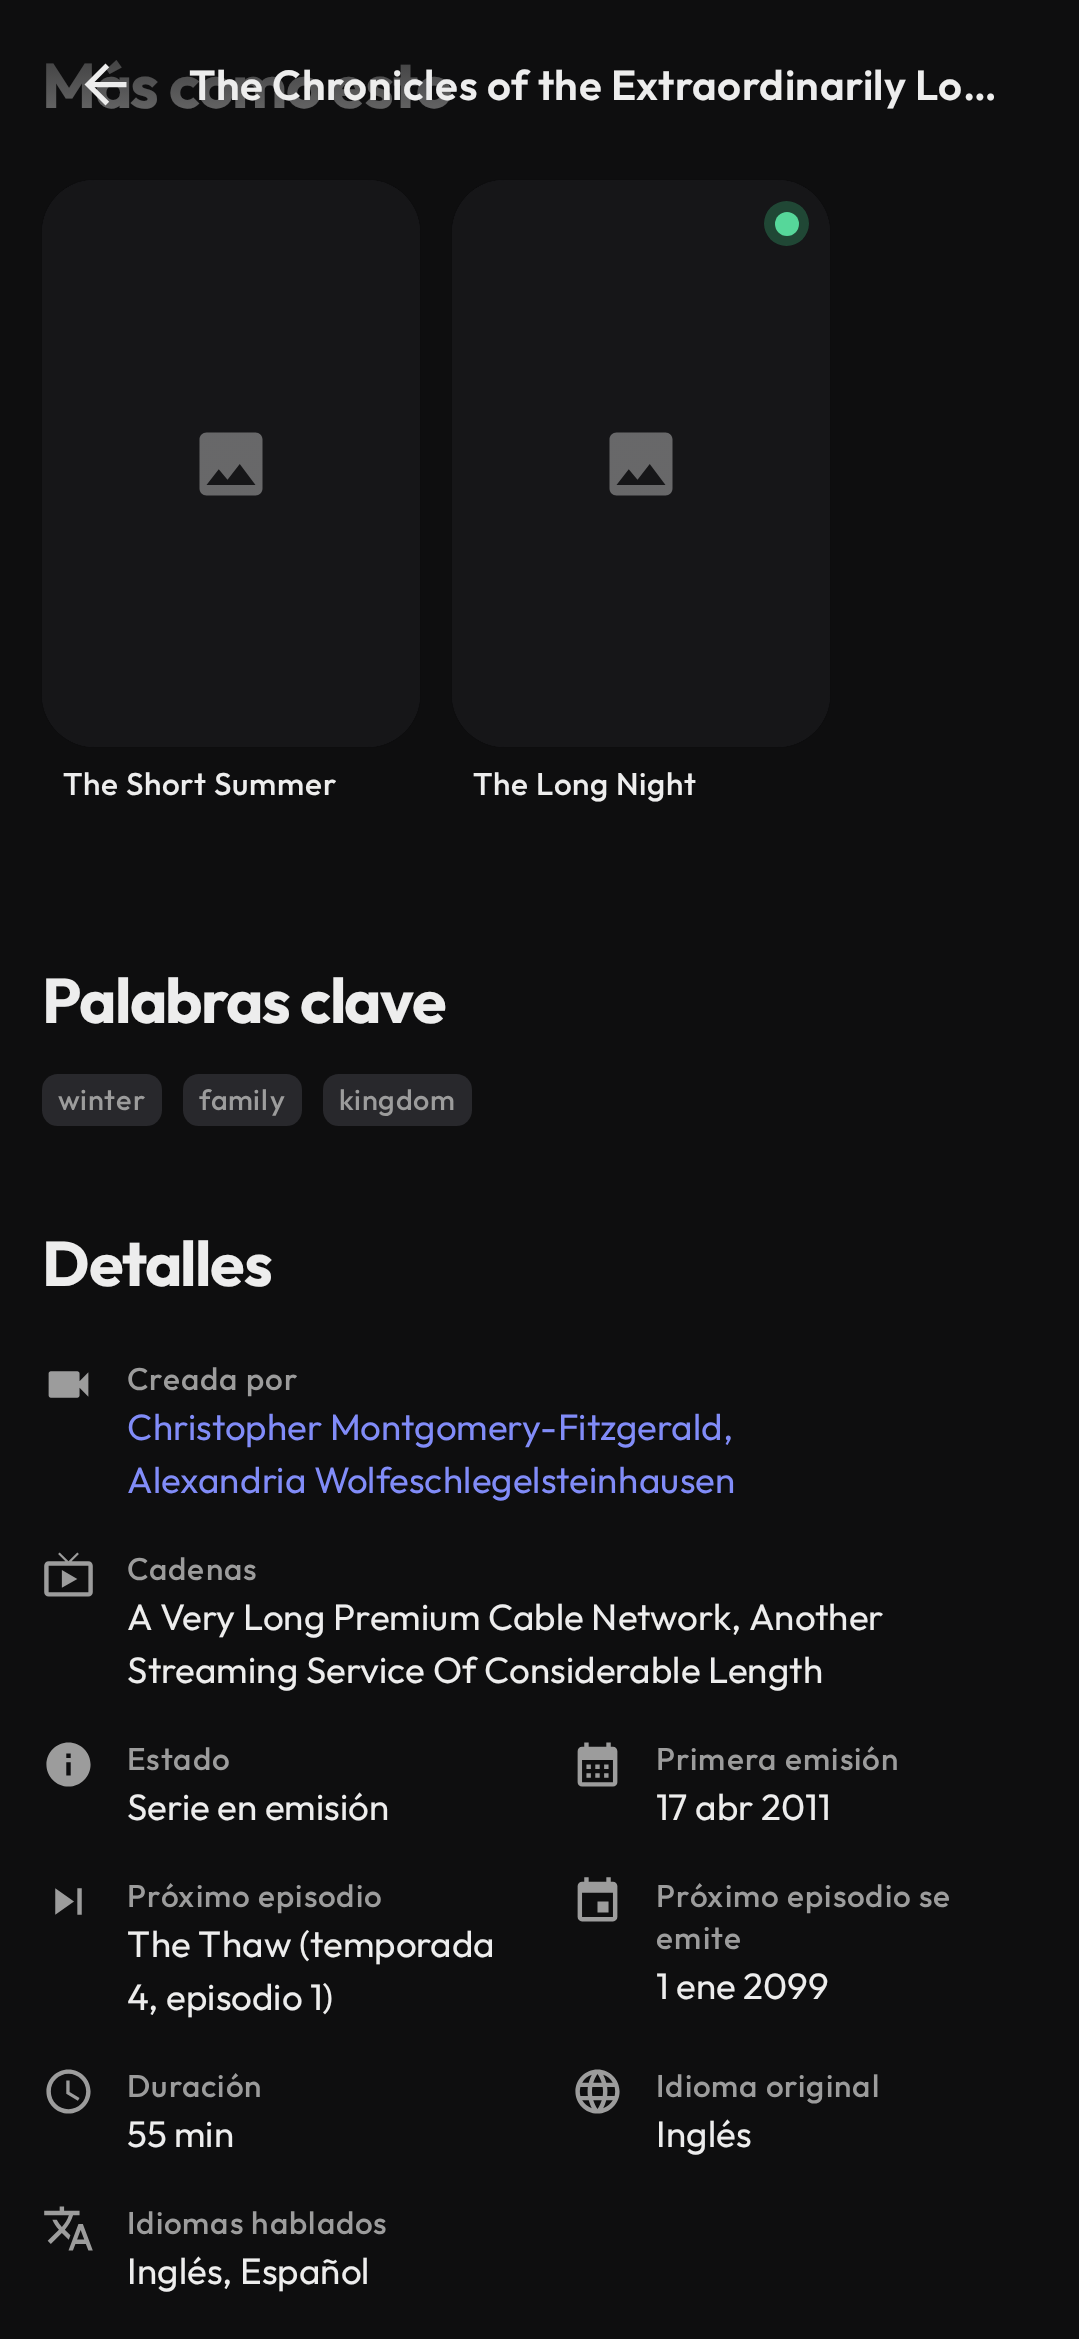 Más como esto
The Chronicles of the Extraordinarily Lo...
The Short Summer
The Long Night
Palabras clave
winter
family
kingdom
Detalles
Creada por
Christopher Montgomery-Fitzgerald,
Alexandria Wolfeschlegelsteinhausen
Cadenas
A Very Long Premium Cable Network, Another
Streaming Service Of Considerable Length
Estado
Serie en emisión
Primera emisión
17 abr 2011
Próximo episodio
The Thaw (temporada
4, episodio 1)
Próximo episodio se
emite
1 ene 2099
Duración
55 min
Idioma original
Inglés
Idiomas hablados
Inglés, Español